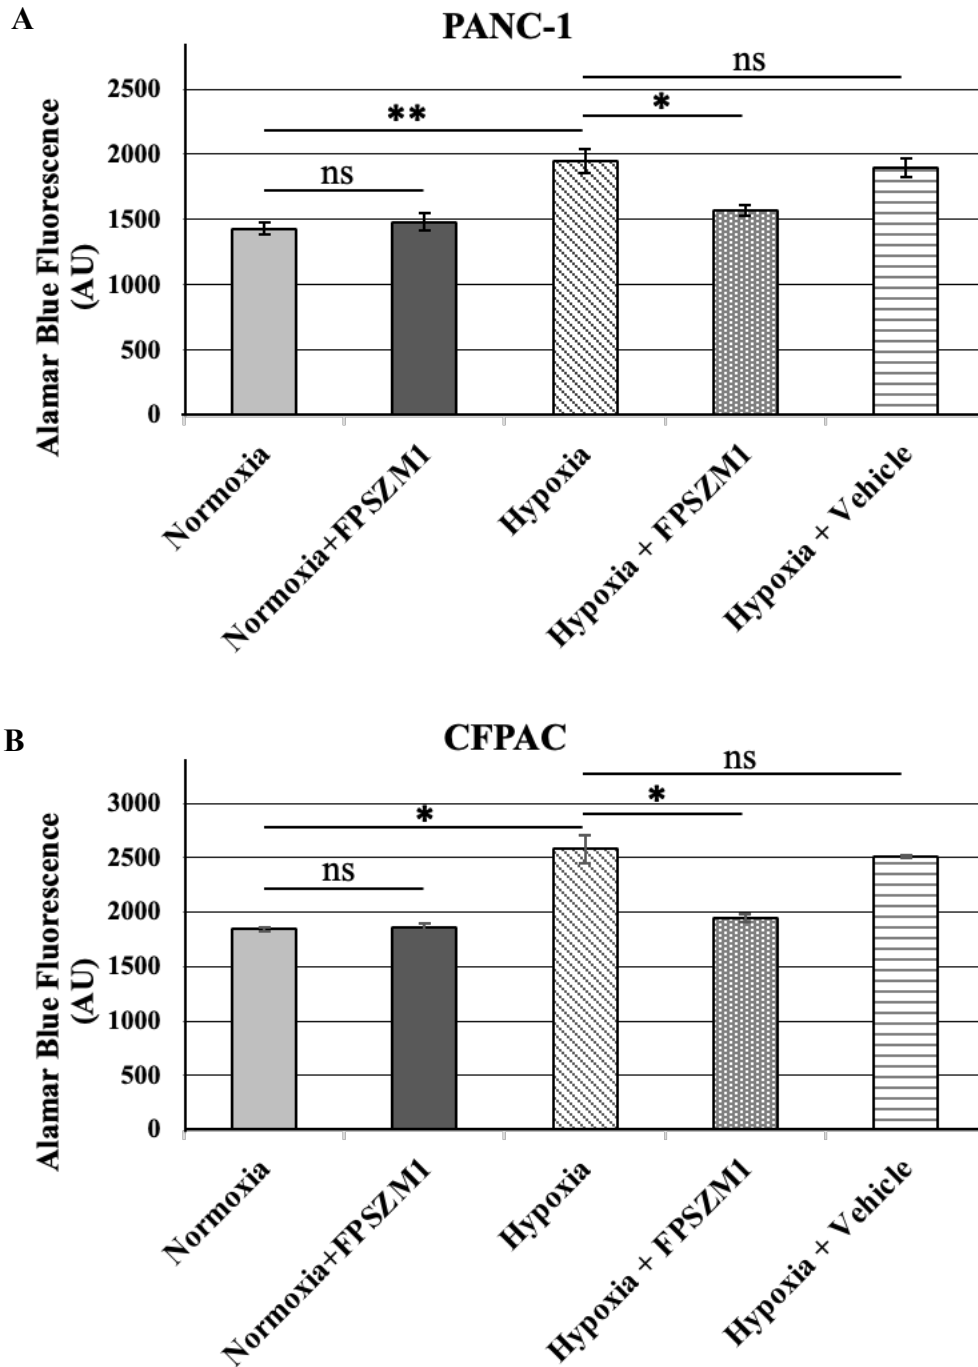 A
PANC-1
ns
**
*
ns
2500
2000
1500
1000
500
0
Alamar Blue Fluorescence
(AU)
Normoxia
Normoxia+FPSZM1
Hypoxia
Hypoxia + FPSZM1
Hypoxia + Vehicle
B
CFPAC
ns
*
*
ns
3000
2500
2000
1500
1000
500
0
Alamar Blue Fluorescence
(AU)
Normoxia
Normoxia+FPSZM1
Hypoxia
Hypoxia + FPSZM1
Hypoxia + Vehicle